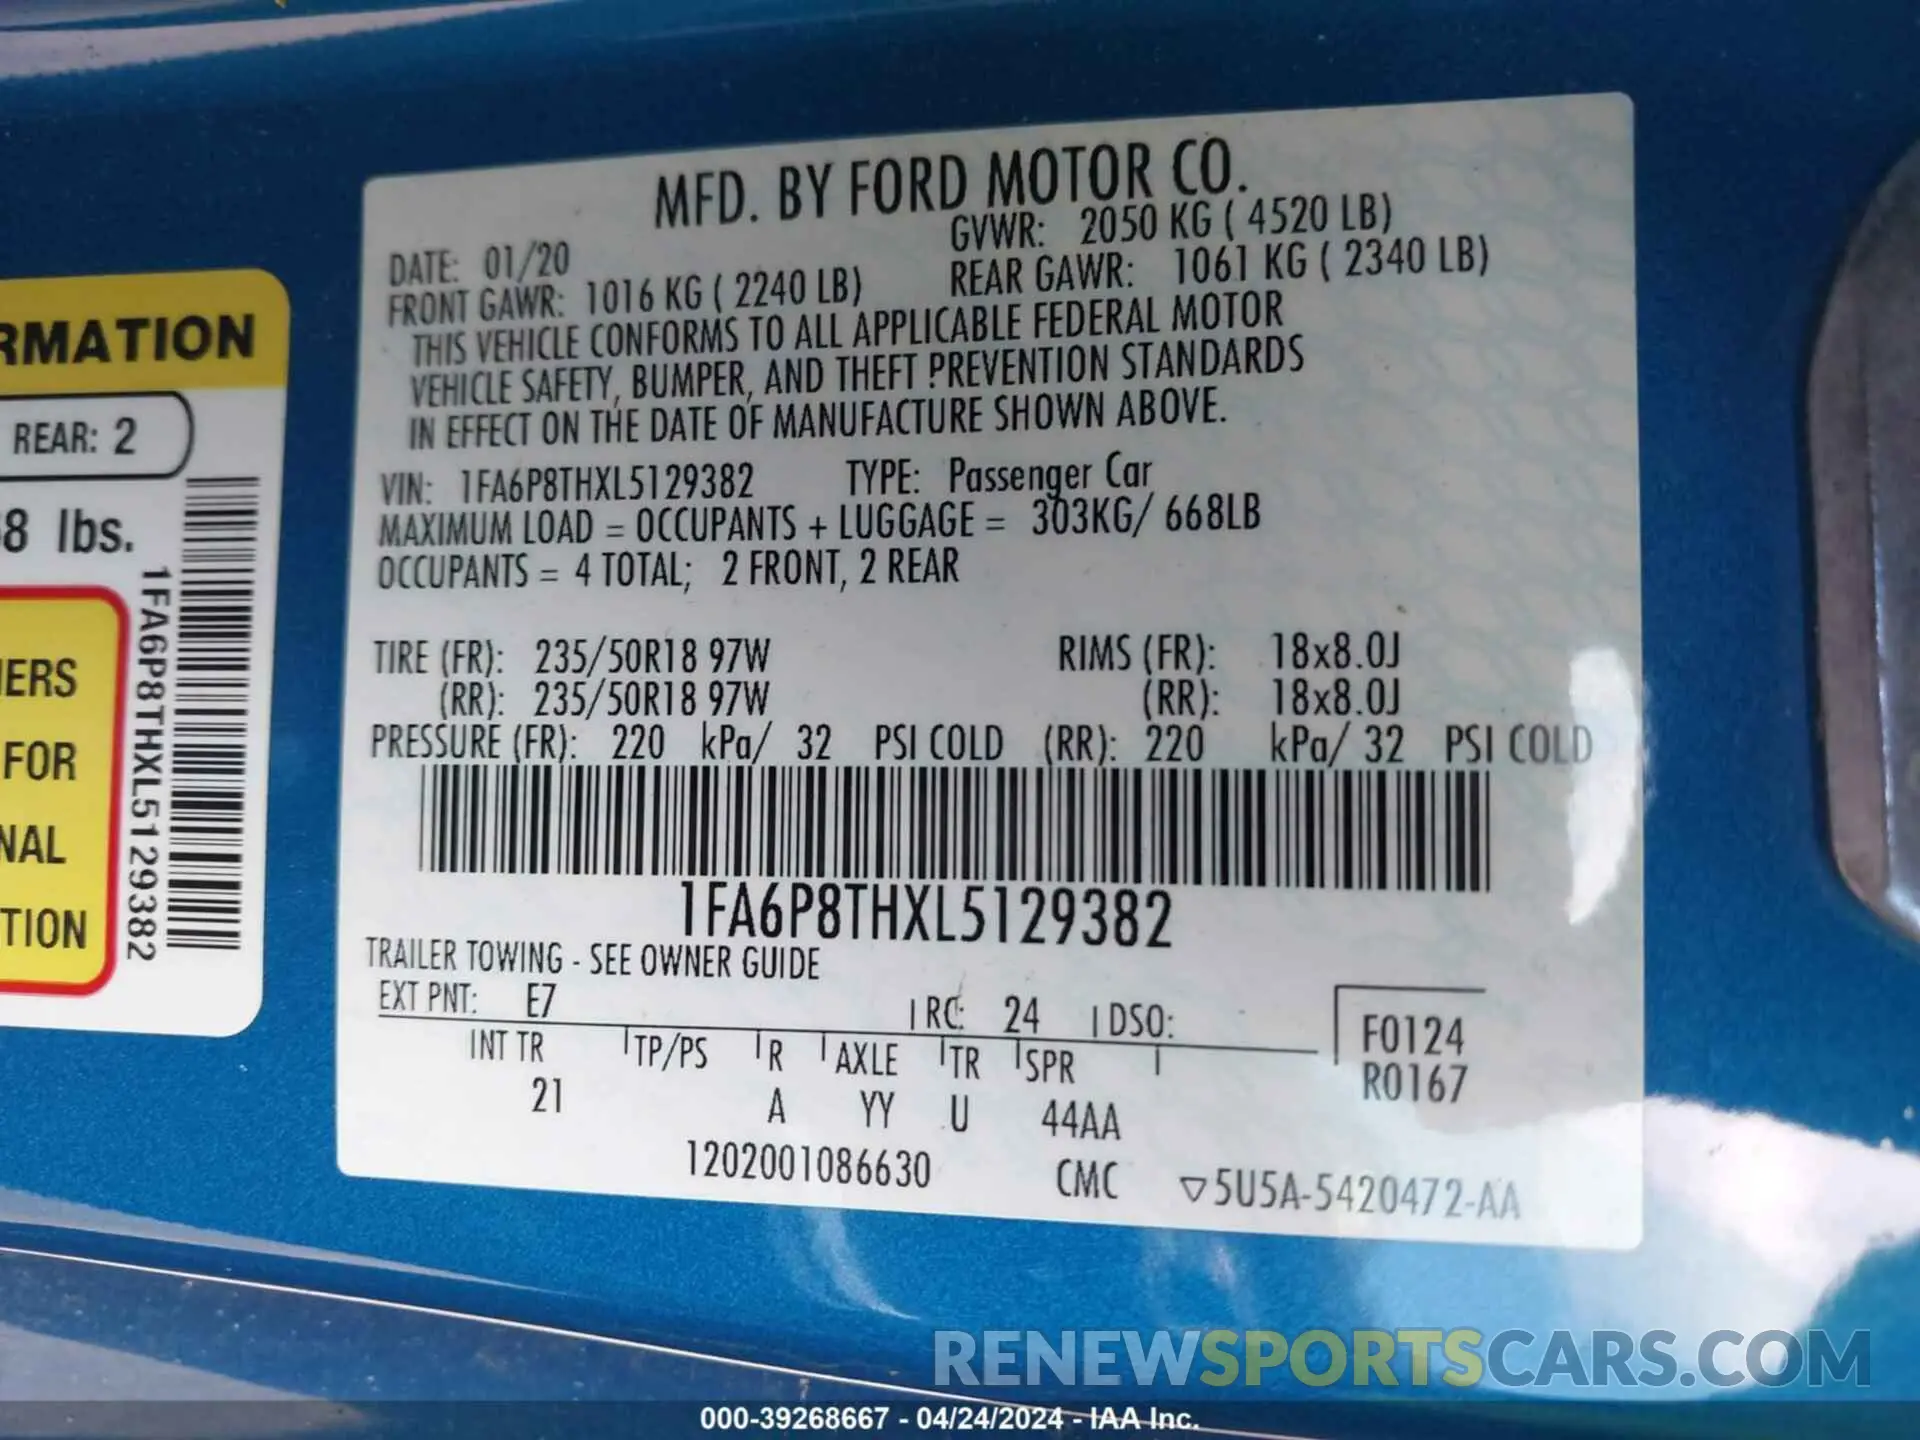 MFD. BY FORD MOTOR CO.
DATE: 01/20
GVWR: 2050 KG ( 4520 LB)
FRONT GAWR: 1016 KG ( 2240 LB)
REAR GAWR: 1061 KG ( 2340 LB)
THIS VEHICLE CONFORMS TO ALL APPLICABLE FEDERAL MOTOR
VEHICLE SAFETY, BUMPER, AND THEFT PREVENTION STANDARDS
IN EFFECT ON THE DATE OF MANUFACTURE SHOWN ABOVE.
VIN: 1FA6P8THXL5129382 TYPE: Passenger Car
MAXIMUM LOAD = OCCUPANTS + LUGGAGE = 303KG/ 668LB
OCCUPANTS = 4 TOTAL; 2 FRONT, 2 REAR
TIRE (FR): 235/50R18 97W RIMS (FR): 18x8.0J
(RR): 235/50R18 97W (RR): 18x8.0J
PRESSURE (FR): 220 kPa/ 32 PSI COLD (RR): 220 kPa/ 32 PSI COLD
1FA6P8THXL5129382
TRAILER TOWING - SEE OWNER GUIDE
EXT PNT: E7 RC: 24 DSO:
INT TR TP/PS R AXLE TR SPR
21 A YY U 44AA
F0124
R0167
1202001086630 CMC ▽5U5A-5420472-AA
RMATION
REAR: 2
8 lbs.
1FA6P8THXL5129382
IERS
FOR
NAL
TION
RENEWSPORTSCARS.COM
000-39268667 - 04/24/2024 - IAA Inc.